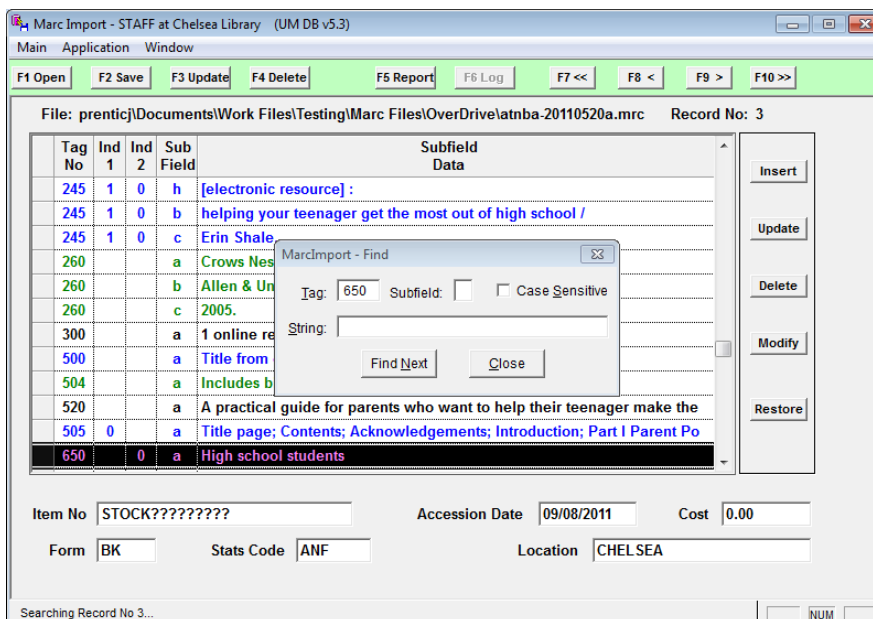 Marc Import - STAFF at Chelsea Library (UM DB v5.3)
Main Application Window
F1 Open F2 Save F3 Update F4 Delete F5 Report F6 Log F7 << F8 < F9 > F10 >>
File: prenticj\Documents\Work Files\Testing\Marc Files\OverDrive\atnba-20110520a.mrc Record No: 3
Tag Ind Ind Sub Subfield
No 1 2 Field Data
245 1 0 h [electronic resource] :
245 1 0 b helping your teenager get the most out of high school /
245 1 0 c Erin Shale.
260 a Crows Nes
260 b Allen & Un
260 c 2005.
300 a 1 online re
500 a Title from
504 a Includes b
520 a A practical guide for parents who want to help their teenager make the
505 0 a Title page; Contents; Acknowledgements; Introduction; Part I Parent Po
650 0 a High school students
Insert
Update
Delete
Modify
Restore
MarcImport - Find
Tag: 650 Subfield: Case Sensitive
String:
Find Next Close
Item No STOCK????????? Accession Date 09/08/2011 Cost 0.00
Form BK Stats Code ANF Location CHELSEA
Searching Record No 3... NUM